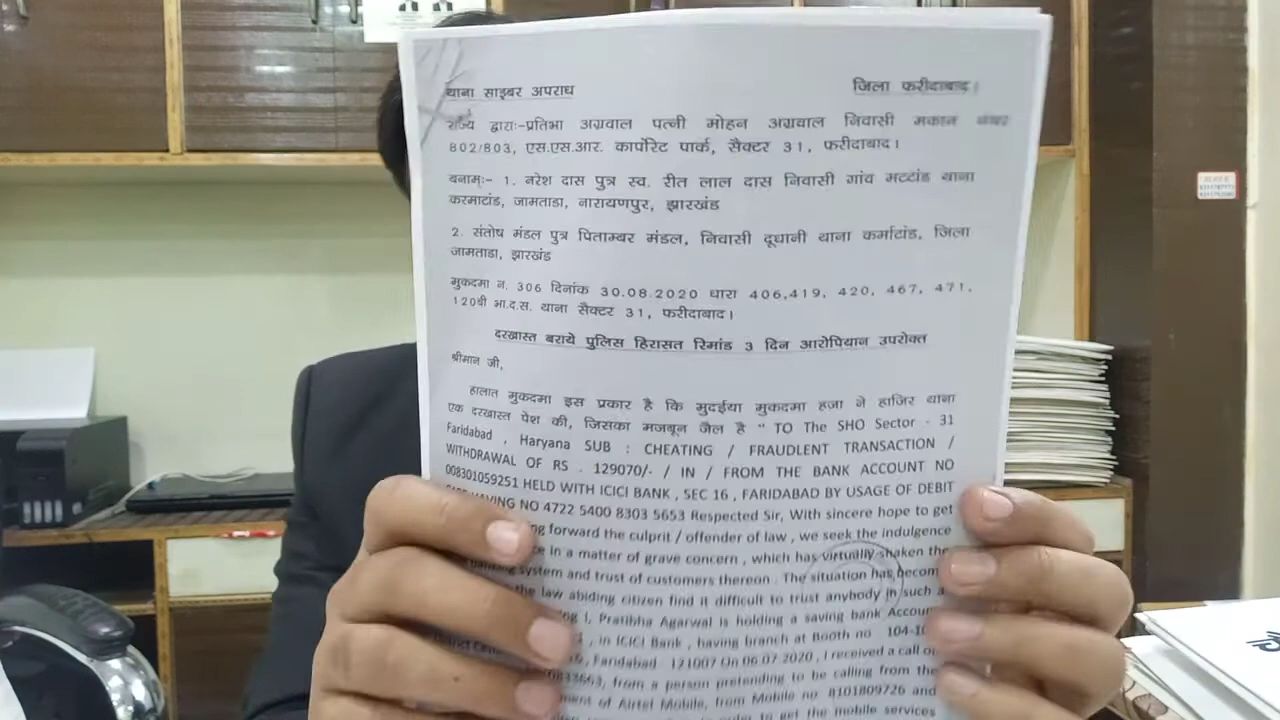 थाना साइबर अपराध जिला फरीदाबाद।
राज्य द्वाराः-प्रतिभा अग्रवाल पत्नी मोहन अग्रवाल निवासी मकान
802/803, एस.एस.आर. कार्पोरेट पार्क, सैक्टर 31, फरीदाबाद।
बनामः- 1. नरेश दास पुत्र स्व. रीत लाल दास निवासी गांव मटटांड थाना
करमाटांड, जामताडा, नारायणपुर, झारखंड
2. संतोष मंडल पुत्र पिताम्बर मंडल, निवासी दूधानी थाना कर्माटांड, जिला
जामताडा, झारखंड
मुकदमा न. 306 दिनांक 30.08.2020 धारा 406,419, 420, 467, 471,
120बी भा.द.स. थाना सैक्टर 31, फरीदाबाद।
दरखास्त बराये पुलिस हिरासत रिमांड 3 दिन आरोपियान उपरोक्त
श्रीमान जी,
हालात मुकदमा इस प्रकार है कि मुदईया मुकदमा हजा ने हाजिर थाना
एक दरखास्त पेश की, जिसका मजबून जैल है " TO The SHO Sector - 31
Faridabad , Haryana SUB : CHEATING / FRAUDLENT TRANSACTION /
WITHDRAWAL OF RS . 129070/- / IN / FROM THE BANK ACCOUNT NO
008301059251 HELD WITH ICICI BANK , SEC 16 , FARIDABAD BY USAGE OF DEBIT
HAVING NO 4722 5400 8303 5653 Respected Sir, With sincere hope to get
forward the culprit / offender of law , we seek the indulgence
in a matter of grave concern , which has virtually shaken the
system and trust of customers thereon . The situation has
the law abiding citizen find it difficult to trust anybody in such a
I, Pratibha Agarwal is holding a saving bank
, in ICICI Bank , having branch at Booth no
, Faridabad 121007 On 06.07.2020 , I received a call
from a person pretending to be calling from the
of Airtel Mobile, from Mobile no 8101809726 and
order to get the mobile services